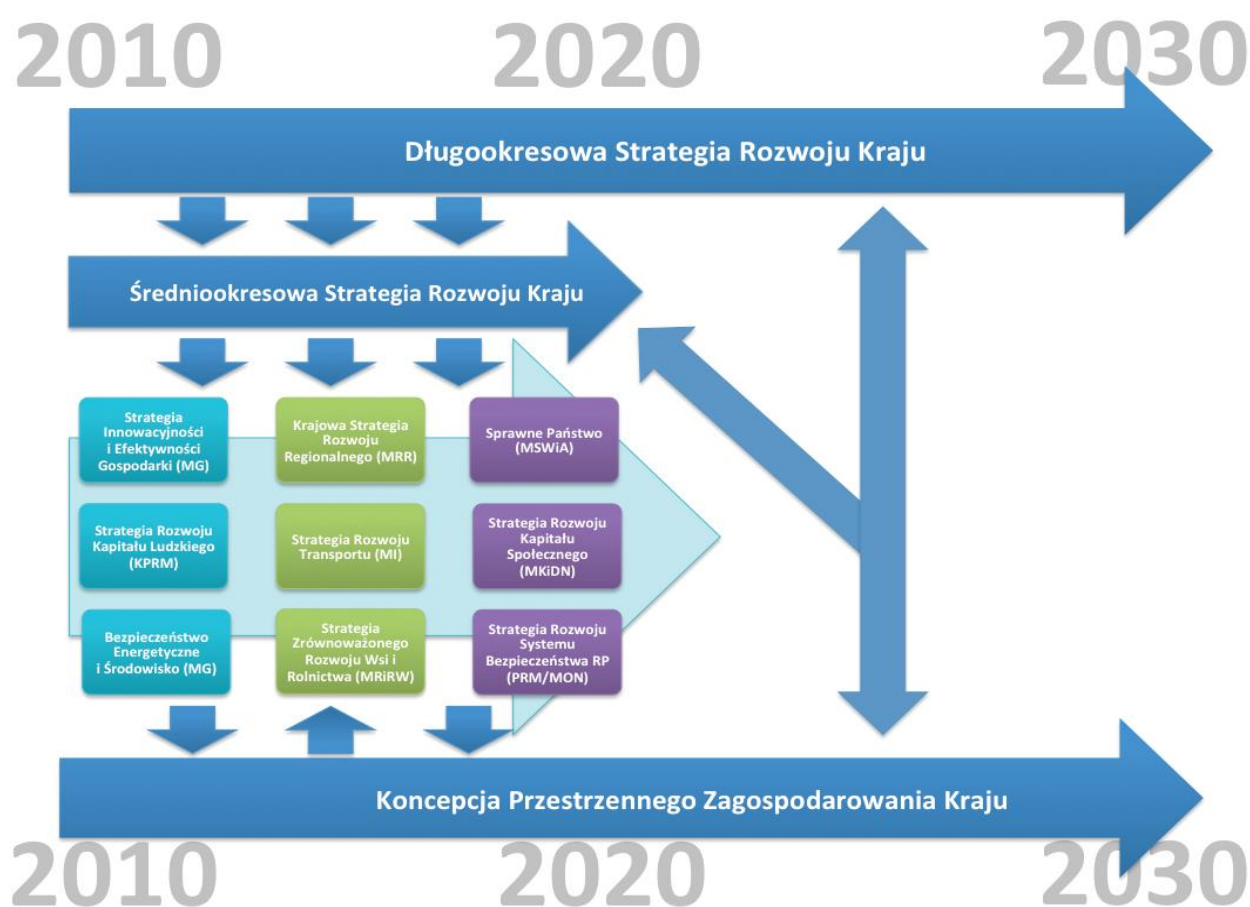 2010 2020 2030
Długookresowa Strategia Rozwoju Kraju
Średniookresowa Strategia Rozwoju Kraju
Strategia
Innowacyjności
i Efektywności
Gospodarki (MG)
Krajowa Strategia
Rozwoju
Regionalnego (MRR)
Sprawne Państwo
(MSWiA)
Strategia Rozwoju
Kapitału Ludzkiego
(KPRM)
Strategia Rozwoju
Transportu (MI)
Strategia Rozwoju
Kapitału
Społecznego
(MKiDN)
Bezpieczeństwo
Energetyczne
i Środowisko (MG)
Strategia
Zrównoważonego
Rozwoju Wsi i
Rolnictwa (MRiRW)
Strategia Rozwoju
Systemu
Bezpieczeństwa RP
(PRM/MON)
Koncepcja Przestrzennego Zagospodarowania Kraju
2010 2020 2030